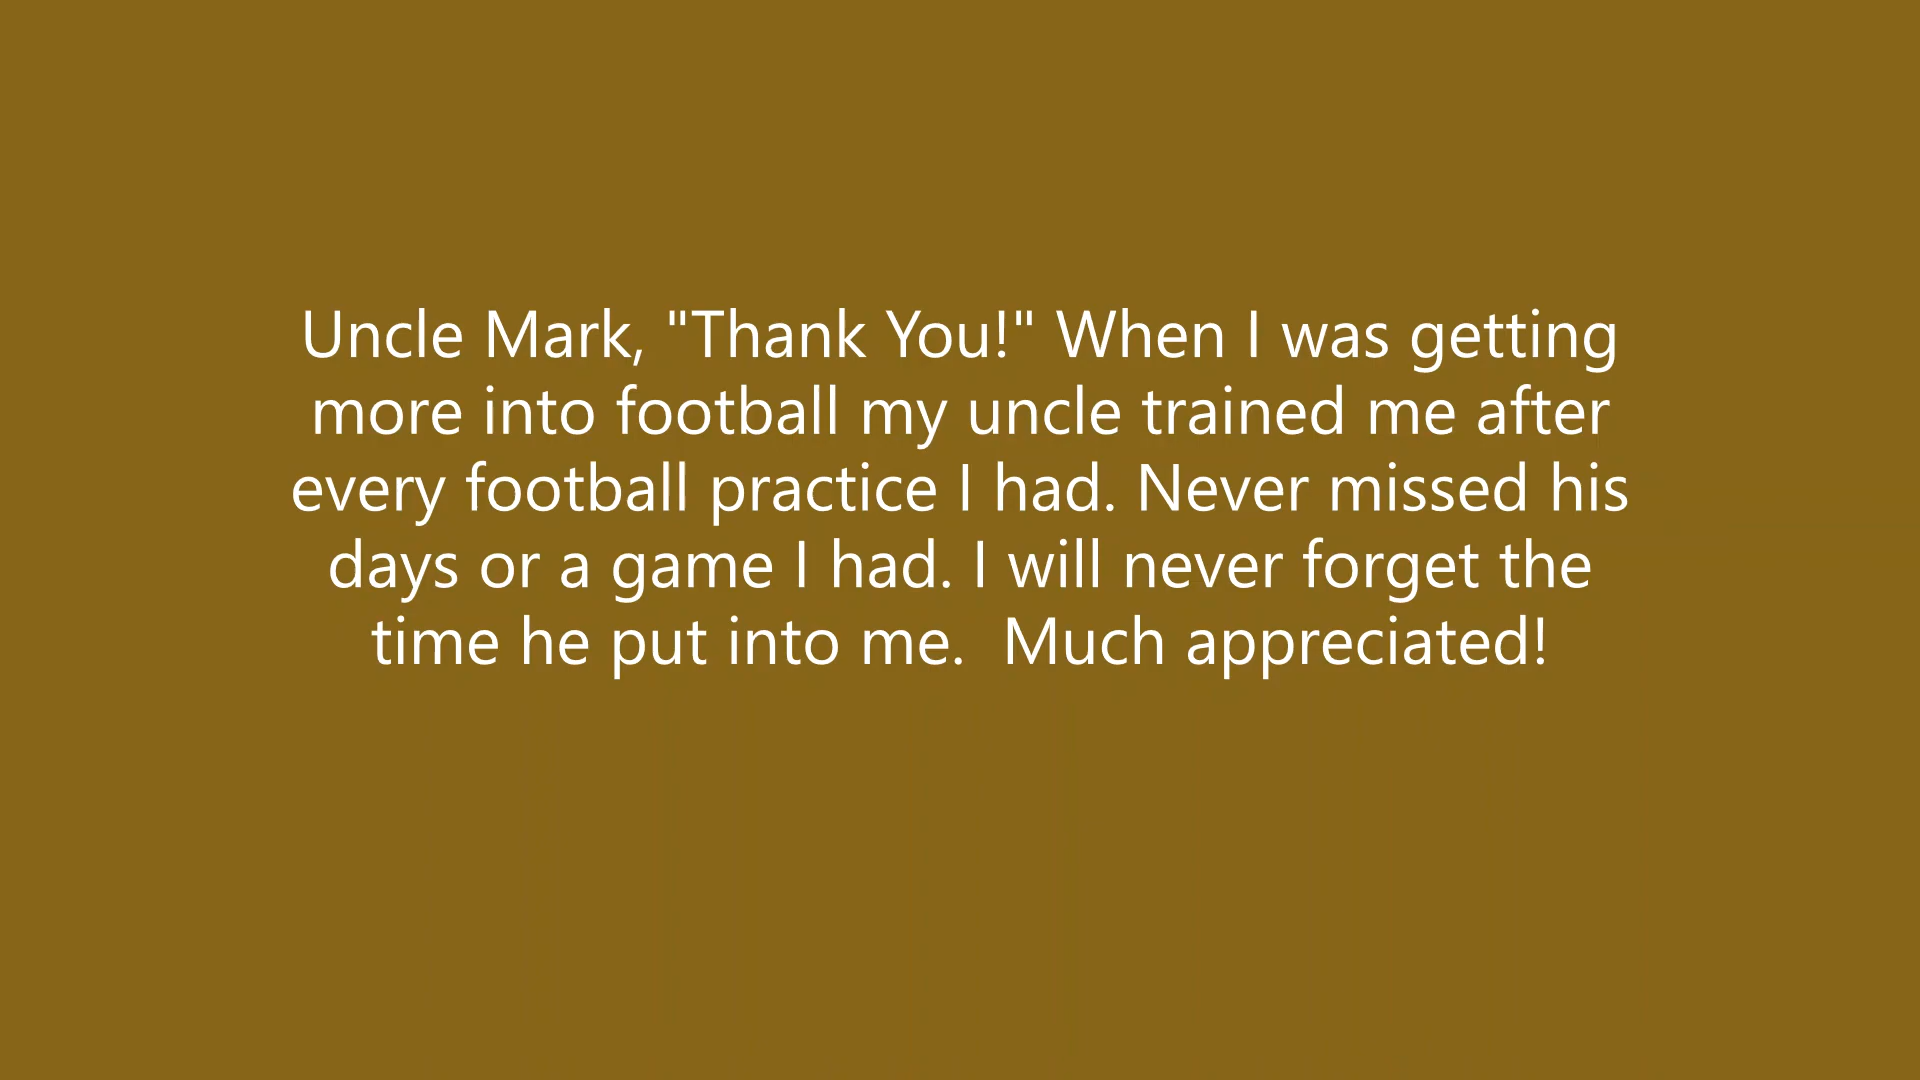 Uncle Mark, "Thank You!" When I was getting
more into football my uncle trained me after
every football practice I had. Never missed his
days or a game I had. I will never forget the
time he put into me.  Much appreciated!